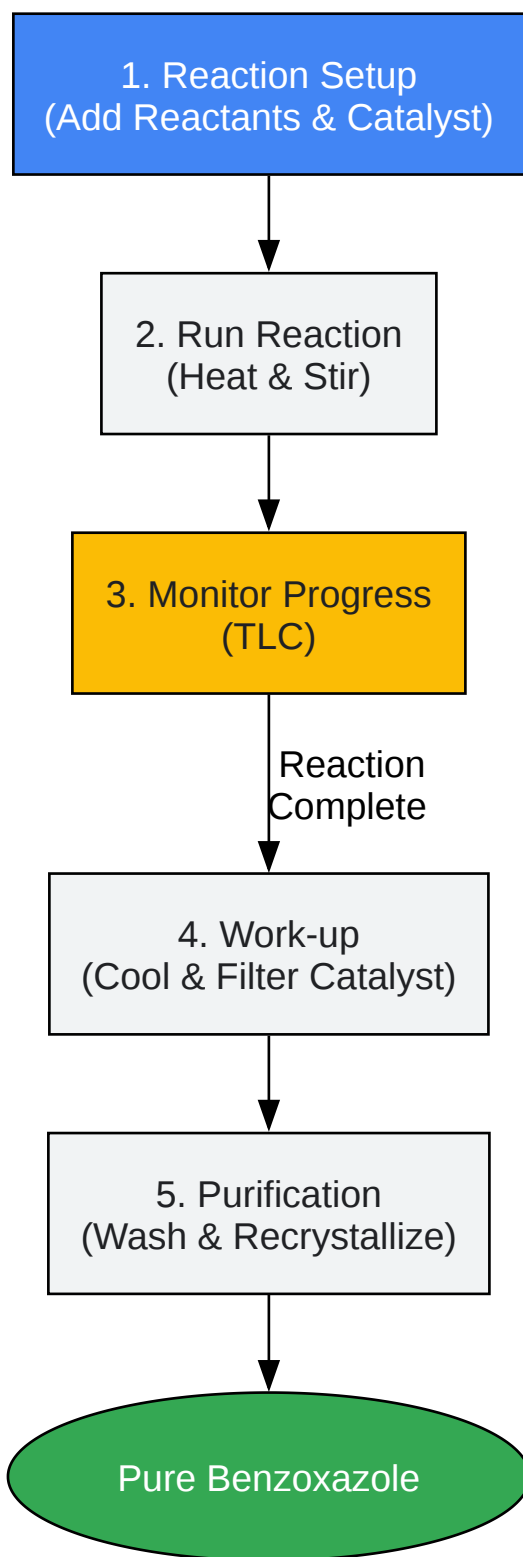 1. Reaction Setup
(Add Reactants & Catalyst)
2. Run Reaction
(Heat & Stir)
3. Monitor Progress
(TLC)
Reaction
Complete
4. Work-up
(Cool & Filter Catalyst)
5. Purification
(Wash & Recrystallize)
Pure Benzoxazole